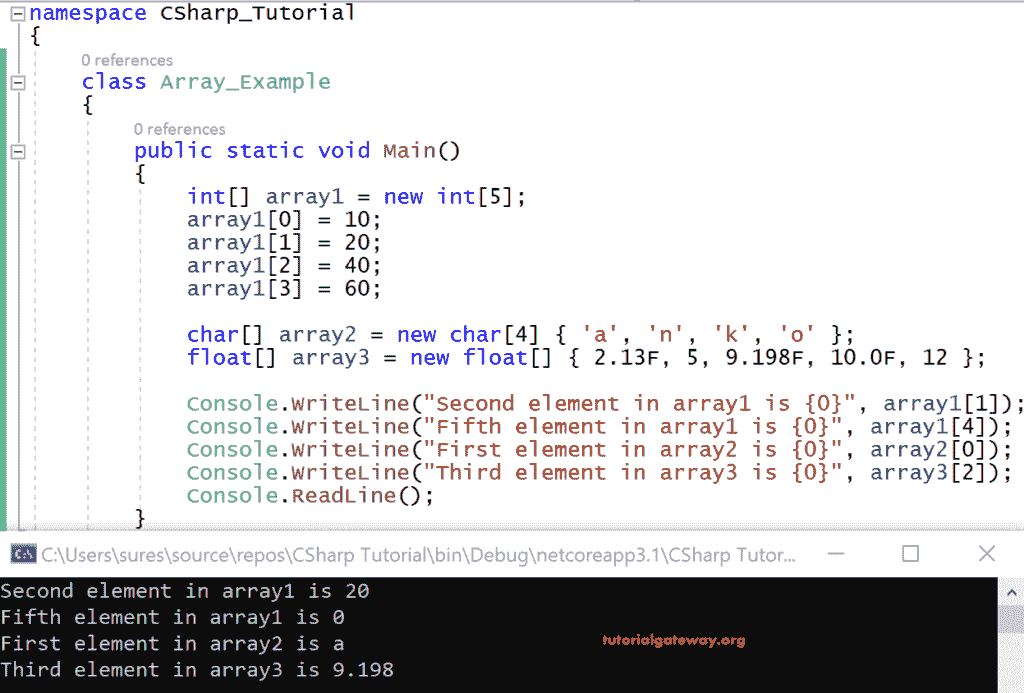 namespace CSharp_Tutorial
{
0 references
class Array_Example
{
0 references
public static void Main()
{
int[] array1 = new int[5];
array1[0] = 10;
array1[1] = 20;
array1[2] = 40;
array1[3] = 60;
char[] array2 = new char[4] { 'a', 'n', 'k', 'o' };
float[] array3 = new float[] { 2.13F, 5, 9.198F, 10.0F, 12 };
Console.WriteLine("Second element in array1 is {0}", array1[1]);
Console.WriteLine("Fifth element in array1 is {0}", array1[4]);
Console.WriteLine("First element in array2 is {0}", array2[0]);
Console.WriteLine("Third element in array3 is {0}", array3[2]);
Console.ReadLine();
}
C:\Users\sures\source\repos\CSharp Tutorial\bin\Debug\netcoreapp3.1\CSharp Tutor...
Second element in array1 is 20
Fifth element in array1 is 0
First element in array2 is a
tutorialgateway.org
Third element in array3 is 9.198